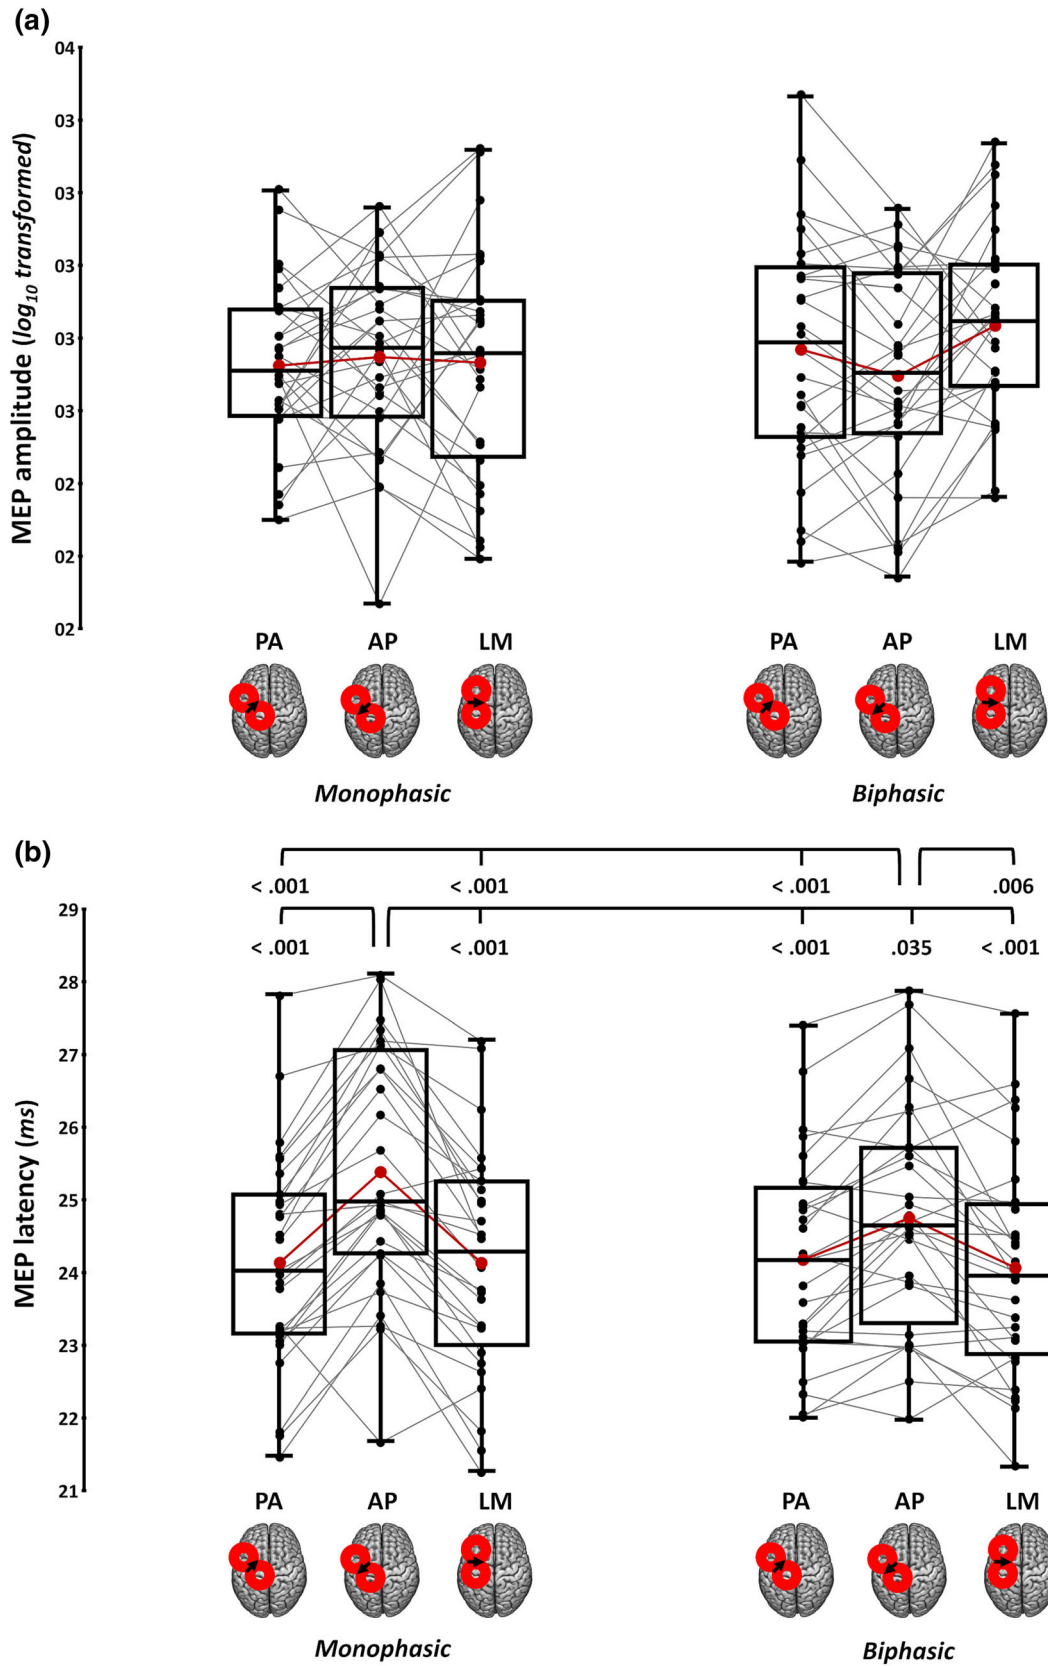 (a)
MEP amplitude (log10 transformed)
04
03
03
03
03
03
02
02
02
PA AP LM PA AP LM
Monophasic Biphasic
(b)
< .001 < .001 < .001 .006
< .001 < .001 < .001 .035 < .001
MEP latency (ms)
29
28
27
26
25
24
23
22
21
PA AP LM PA AP LM
Monophasic Biphasic